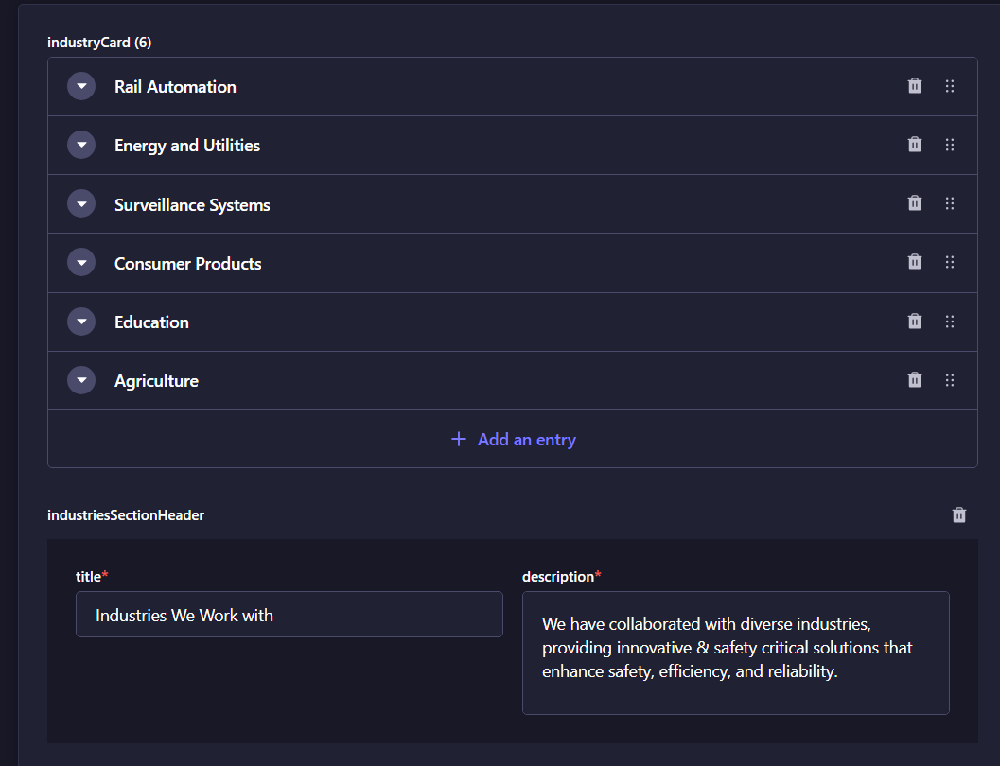 industryCard (6)
Rail Automation
Energy and Utilities
Surveillance Systems
Consumer Products
Education
Agriculture
+ Add an entry
industriesSectionHeader
title*
Industries We Work with
description*
We have collaborated with diverse industries,
providing innovative & safety critical solutions that
enhance safety, efficiency, and reliability.